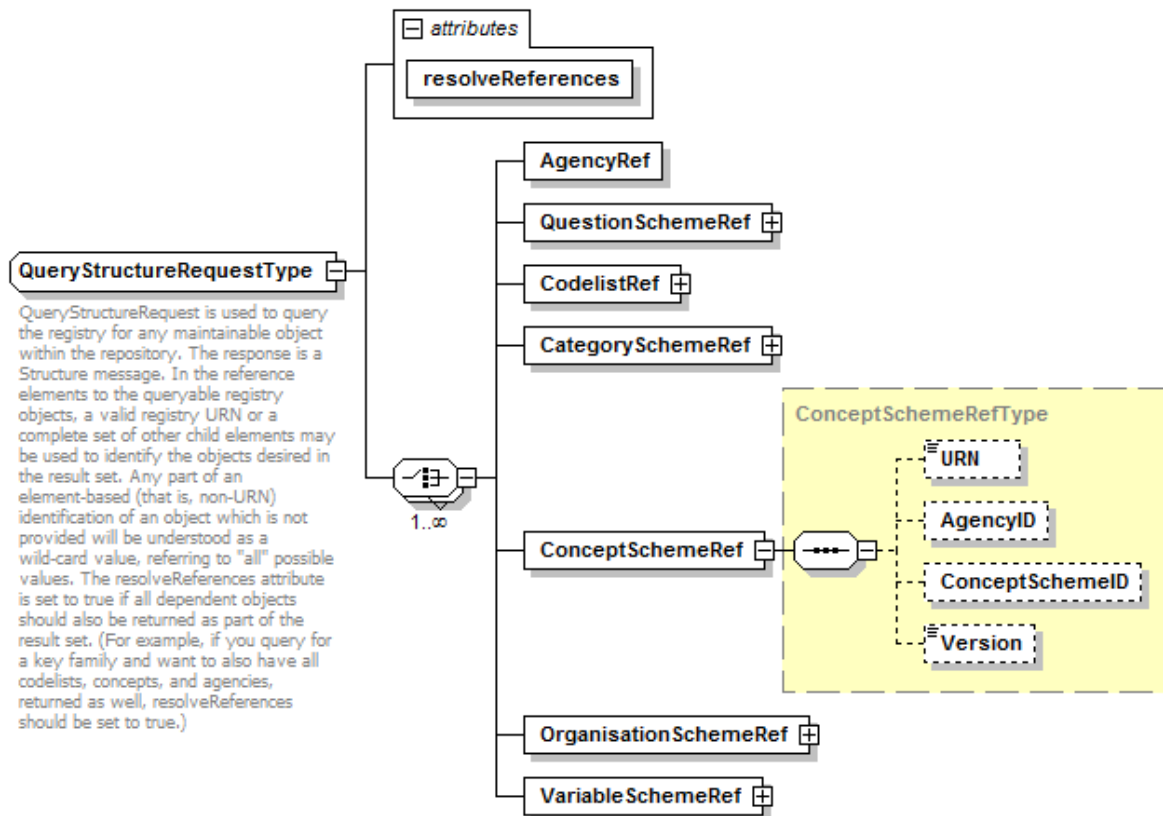 attributes
resolveReferences
AgencyRef
QuestionSchemeRef
QueryStructureRequestType
CodelistRef
QueryStructureRequest is used to query
the registry for any maintainable object
within the repository. The response is a
Structure message. In the reference
elements to the queryable registry
objects, a valid registry URN or a
complete set of other child elements may
be used to identify the objects desired in
the result set. Any part of an
element-based (that is, non-URN)
identification of an object which is not
provided will be understood as a
wild-card value, referring to "all" possible
values. The resolveReferences attribute
is set to true if all dependent objects
should also be returned as part of the
result set. (For example, if you query for
a key family and want to also have all
codelists, concepts, and agencies,
returned as well, resolveReferences
should be set to true.)
CategorySchemeRef
1..∞
ConceptSchemeRef
ConceptSchemeRefType
URN
AgencyID
ConceptSchemeID
Version
OrganisationSchemeRef
VariableSchemeRef